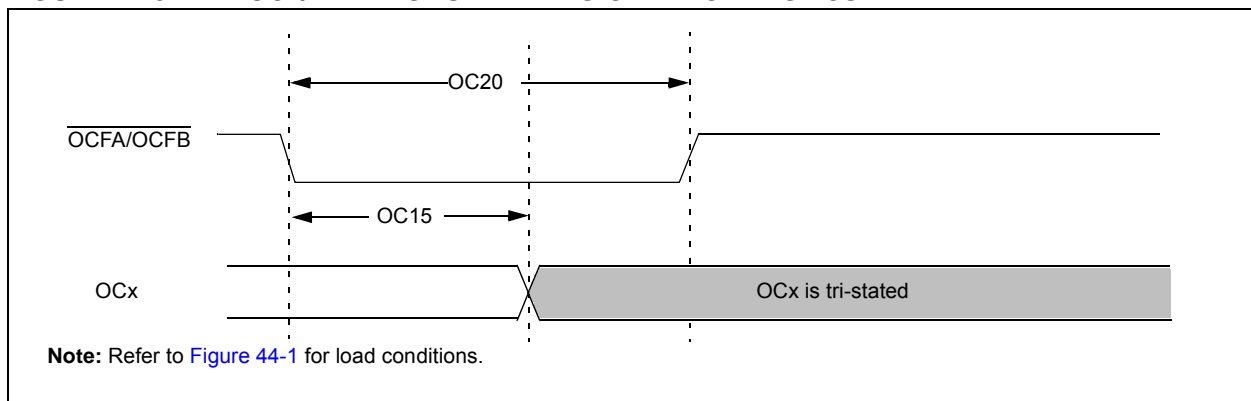 OC20
OCFA/OCFB
OC15
OCx
OCx is tri-stated
Note: Refer to Figure 44-1 for load conditions.